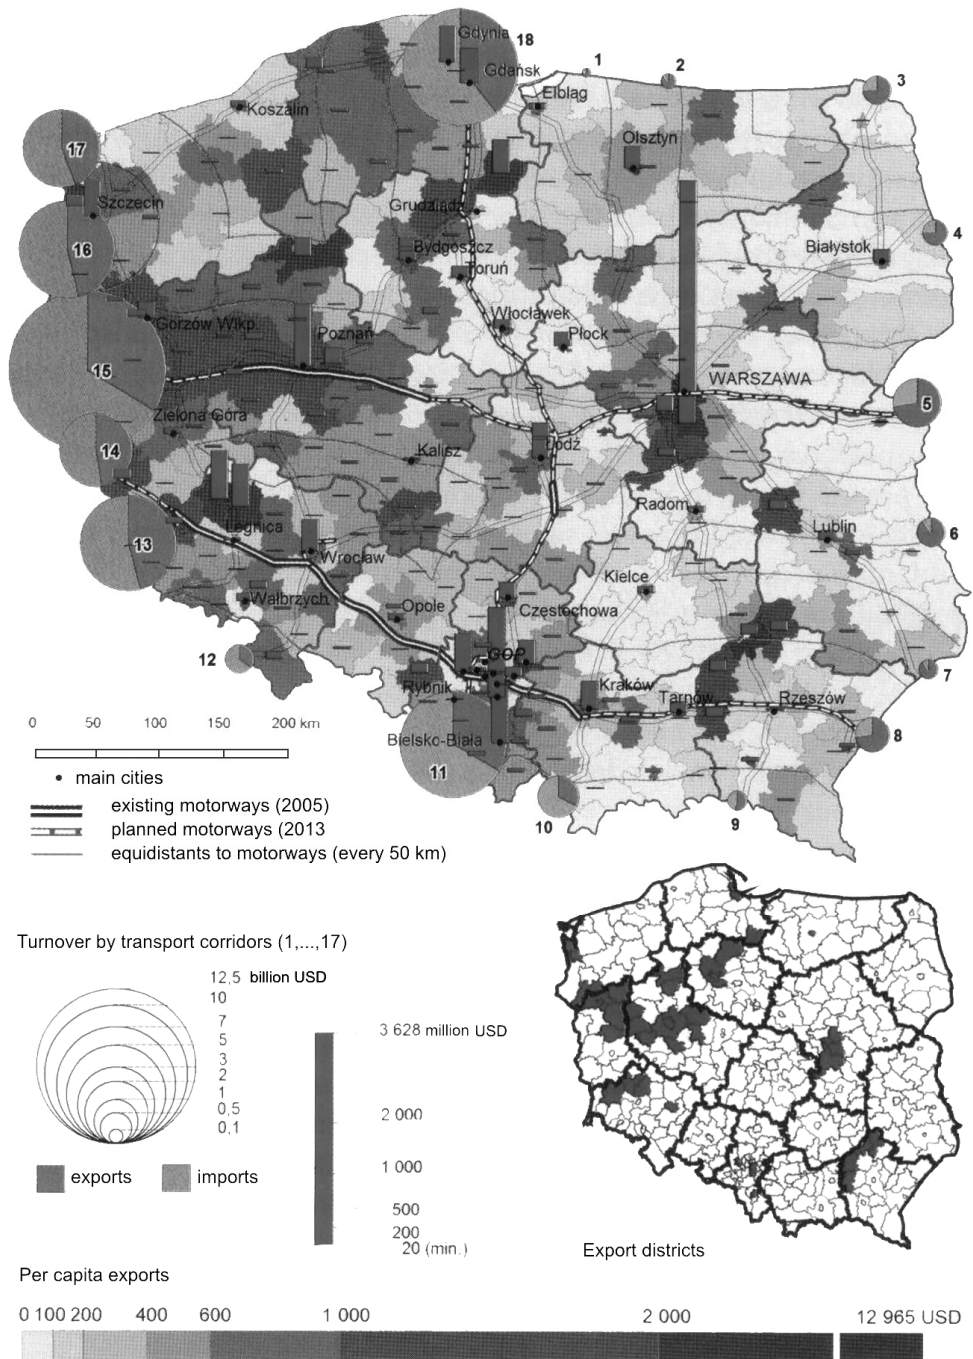 Gdynia
18
Gdańsk
1
2
3
Elbląg
Koszalin
Olsztyn
17
Szczecin
Grudziądz
4
16
Bydgoszcz
Białystok
Toruń
Włocławek
Gorzów Wlkp.
Poznań
Płock
15
WARSZAWA
5
Zielona Góra
14
Kalisz
Łódź
Radom
Legnica
Lublin
6
13
Wrocław
Kielce
Wałbrzych
Opole
Częstochowa
12
GOP
7
Rybnik
Kraków
Tarnów
Rzeszów
8
Bielsko-Biała
11
10
9
0 50 100 150 200 km
main cities
existing motorways (2005)
planned motorways (2013
equidistants to motorways (every 50 km)
Turnover by transport corridors (1,...,17)
12,5 billion USD
10
7
5
3
2
1
0,5
0,1
exports
imports
3 628 million USD
2 000
1 000
500
200
20 (min.)
Export districts
Per capita exports
0 100 200 400 600 1 000 2 000 12 965 USD